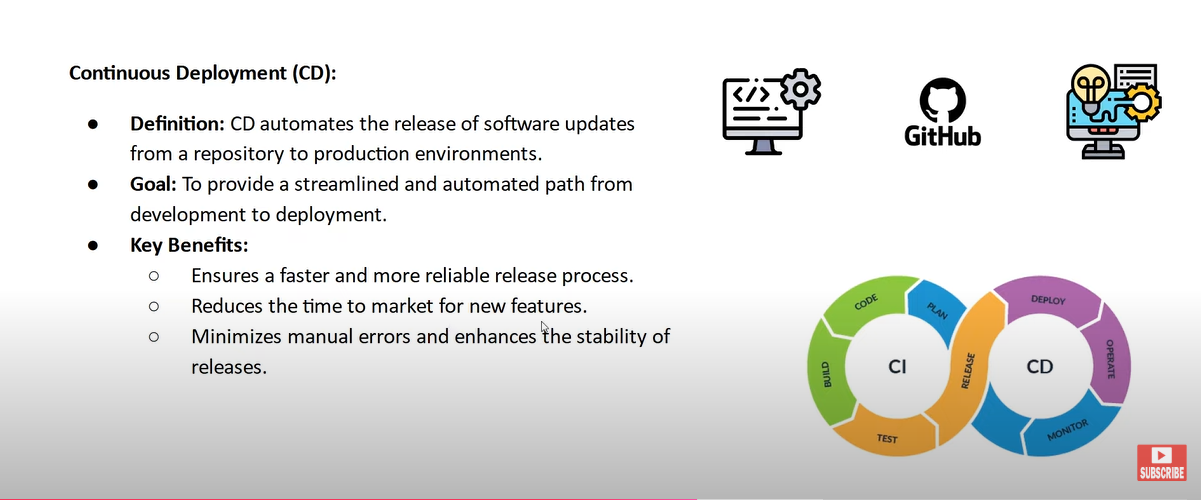 Continuous Deployment (CD):
● Definition: CD automates the release of software updates
from a repository to production environments.
● Goal: To provide a streamlined and automated path from
development to deployment.
● Key Benefits:
○ Ensures a faster and more reliable release process.
○ Reduces the time to market for new features.
○ Minimizes manual errors and enhances the stability of
releases.
</>
GitHub
CODE
PLAN
BUILD
CI
TEST
RELEASE
DEPLOY
OPERATE
CD
MONITOR
SUBSCRIBE